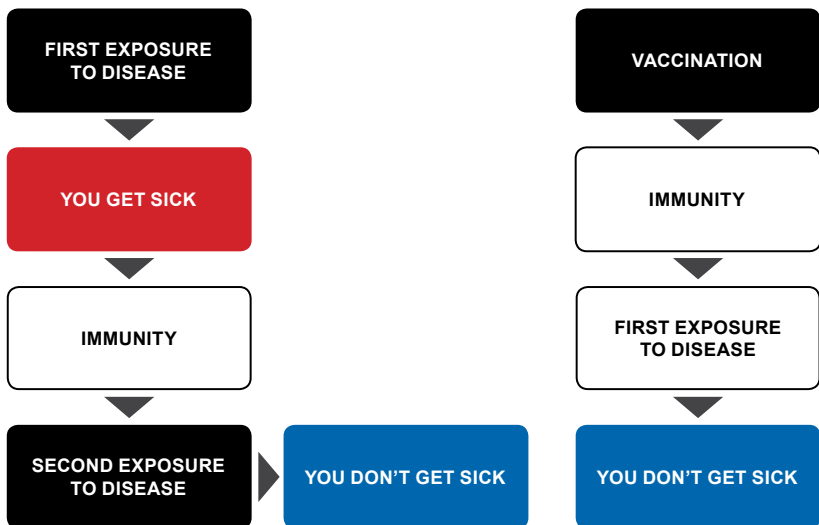 FIRST EXPOSURE
TO DISEASE
YOU GET SICK
IMMUNITY
SECOND EXPOSURE
TO DISEASE
YOU DON'T GET SICK
VACCINATION
IMMUNITY
FIRST EXPOSURE
TO DISEASE
YOU DON'T GET SICK